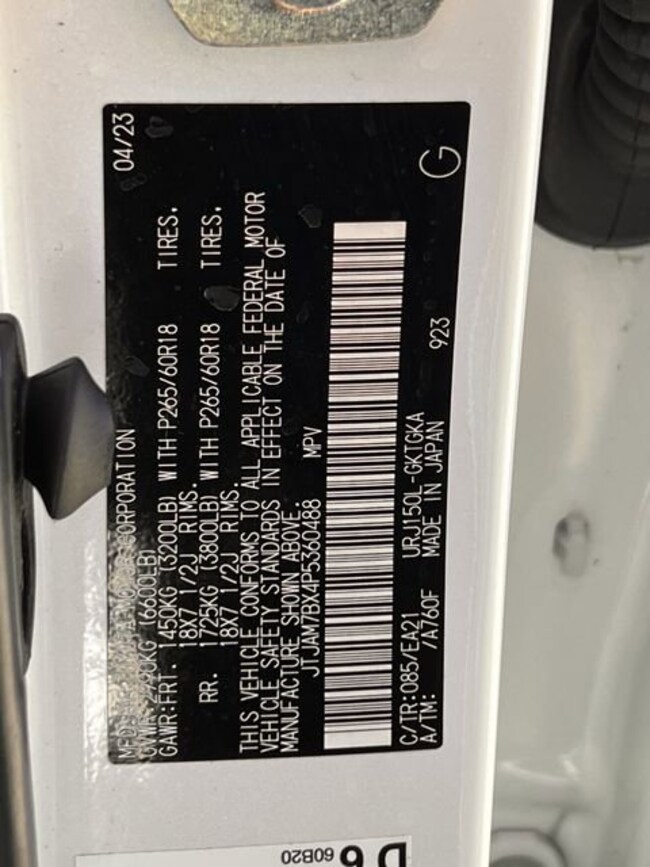 04/23
CORPORATION
(6600LB)
GAWR:FRT. 1450KG (3200LB) WITH P265/60R18 TIRES,
18X7 1/2J RIMS.
RR. 1725KG (3800LB) WITH P265/60R18 TIRES,
18X7 1/2J RIMS.
THIS VEHICLE CONFORMS TO ALL APPLICABLE FEDERAL MOTOR
VEHICLE SAFETY STANDARDS IN EFFECT ON THE DATE OF
MANUFACTURE SHOWN ABOVE.
JTJAM7BX4P5360488 MPV
C/TR:085/EA21 URJ150L-GKTGKA 923
A/TM: /A760F MADE IN JAPAN
G
D6
60B20